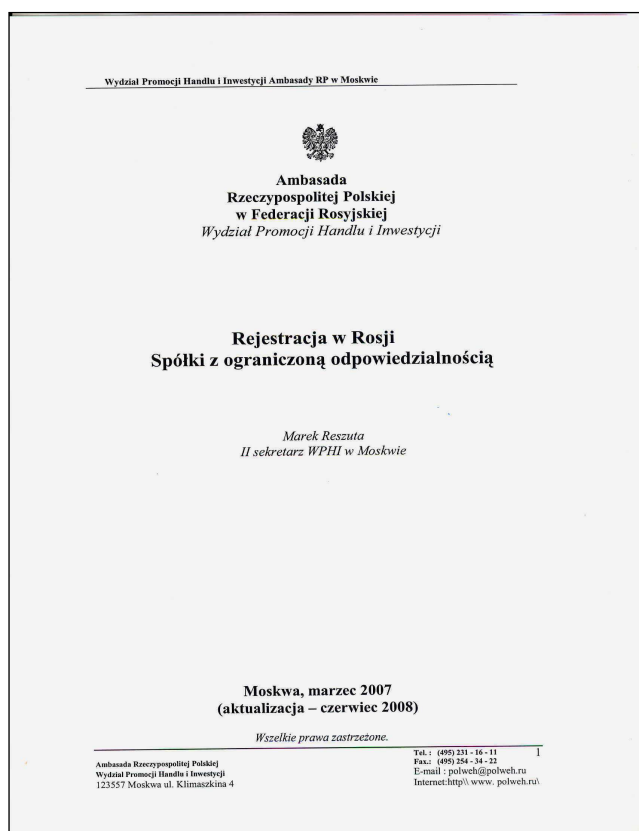 Wydział Promocji Handlu i Inwestycji Ambasady RP w Moskwie
Ambasada
Rzeczypospolitej Polskiej
w Federacji Rosyjskiej
Wydział Promocji Handlu i Inwestycji
Rejestracja w Rosji
Spółki z ograniczoną odpowiedzialnością
Marek Reszuta
II sekretarz WPHI w Moskwie
Moskwa, marzec 2007
(aktualizacja – czerwiec 2008)
Wszelkie prawa zastrzeżone.
Ambasada Rzeczypospolitej Polskiej
Wydział Promocji Handlu i Inwestycji
123557 Moskwa ul. Klimaszkina 4
Tel. : (495) 231 - 16 - 11 1
Fax.: (495) 254 - 34 - 22
E-mail : polweh@polweh.ru
Internet:http\\ www. polweh.ru\